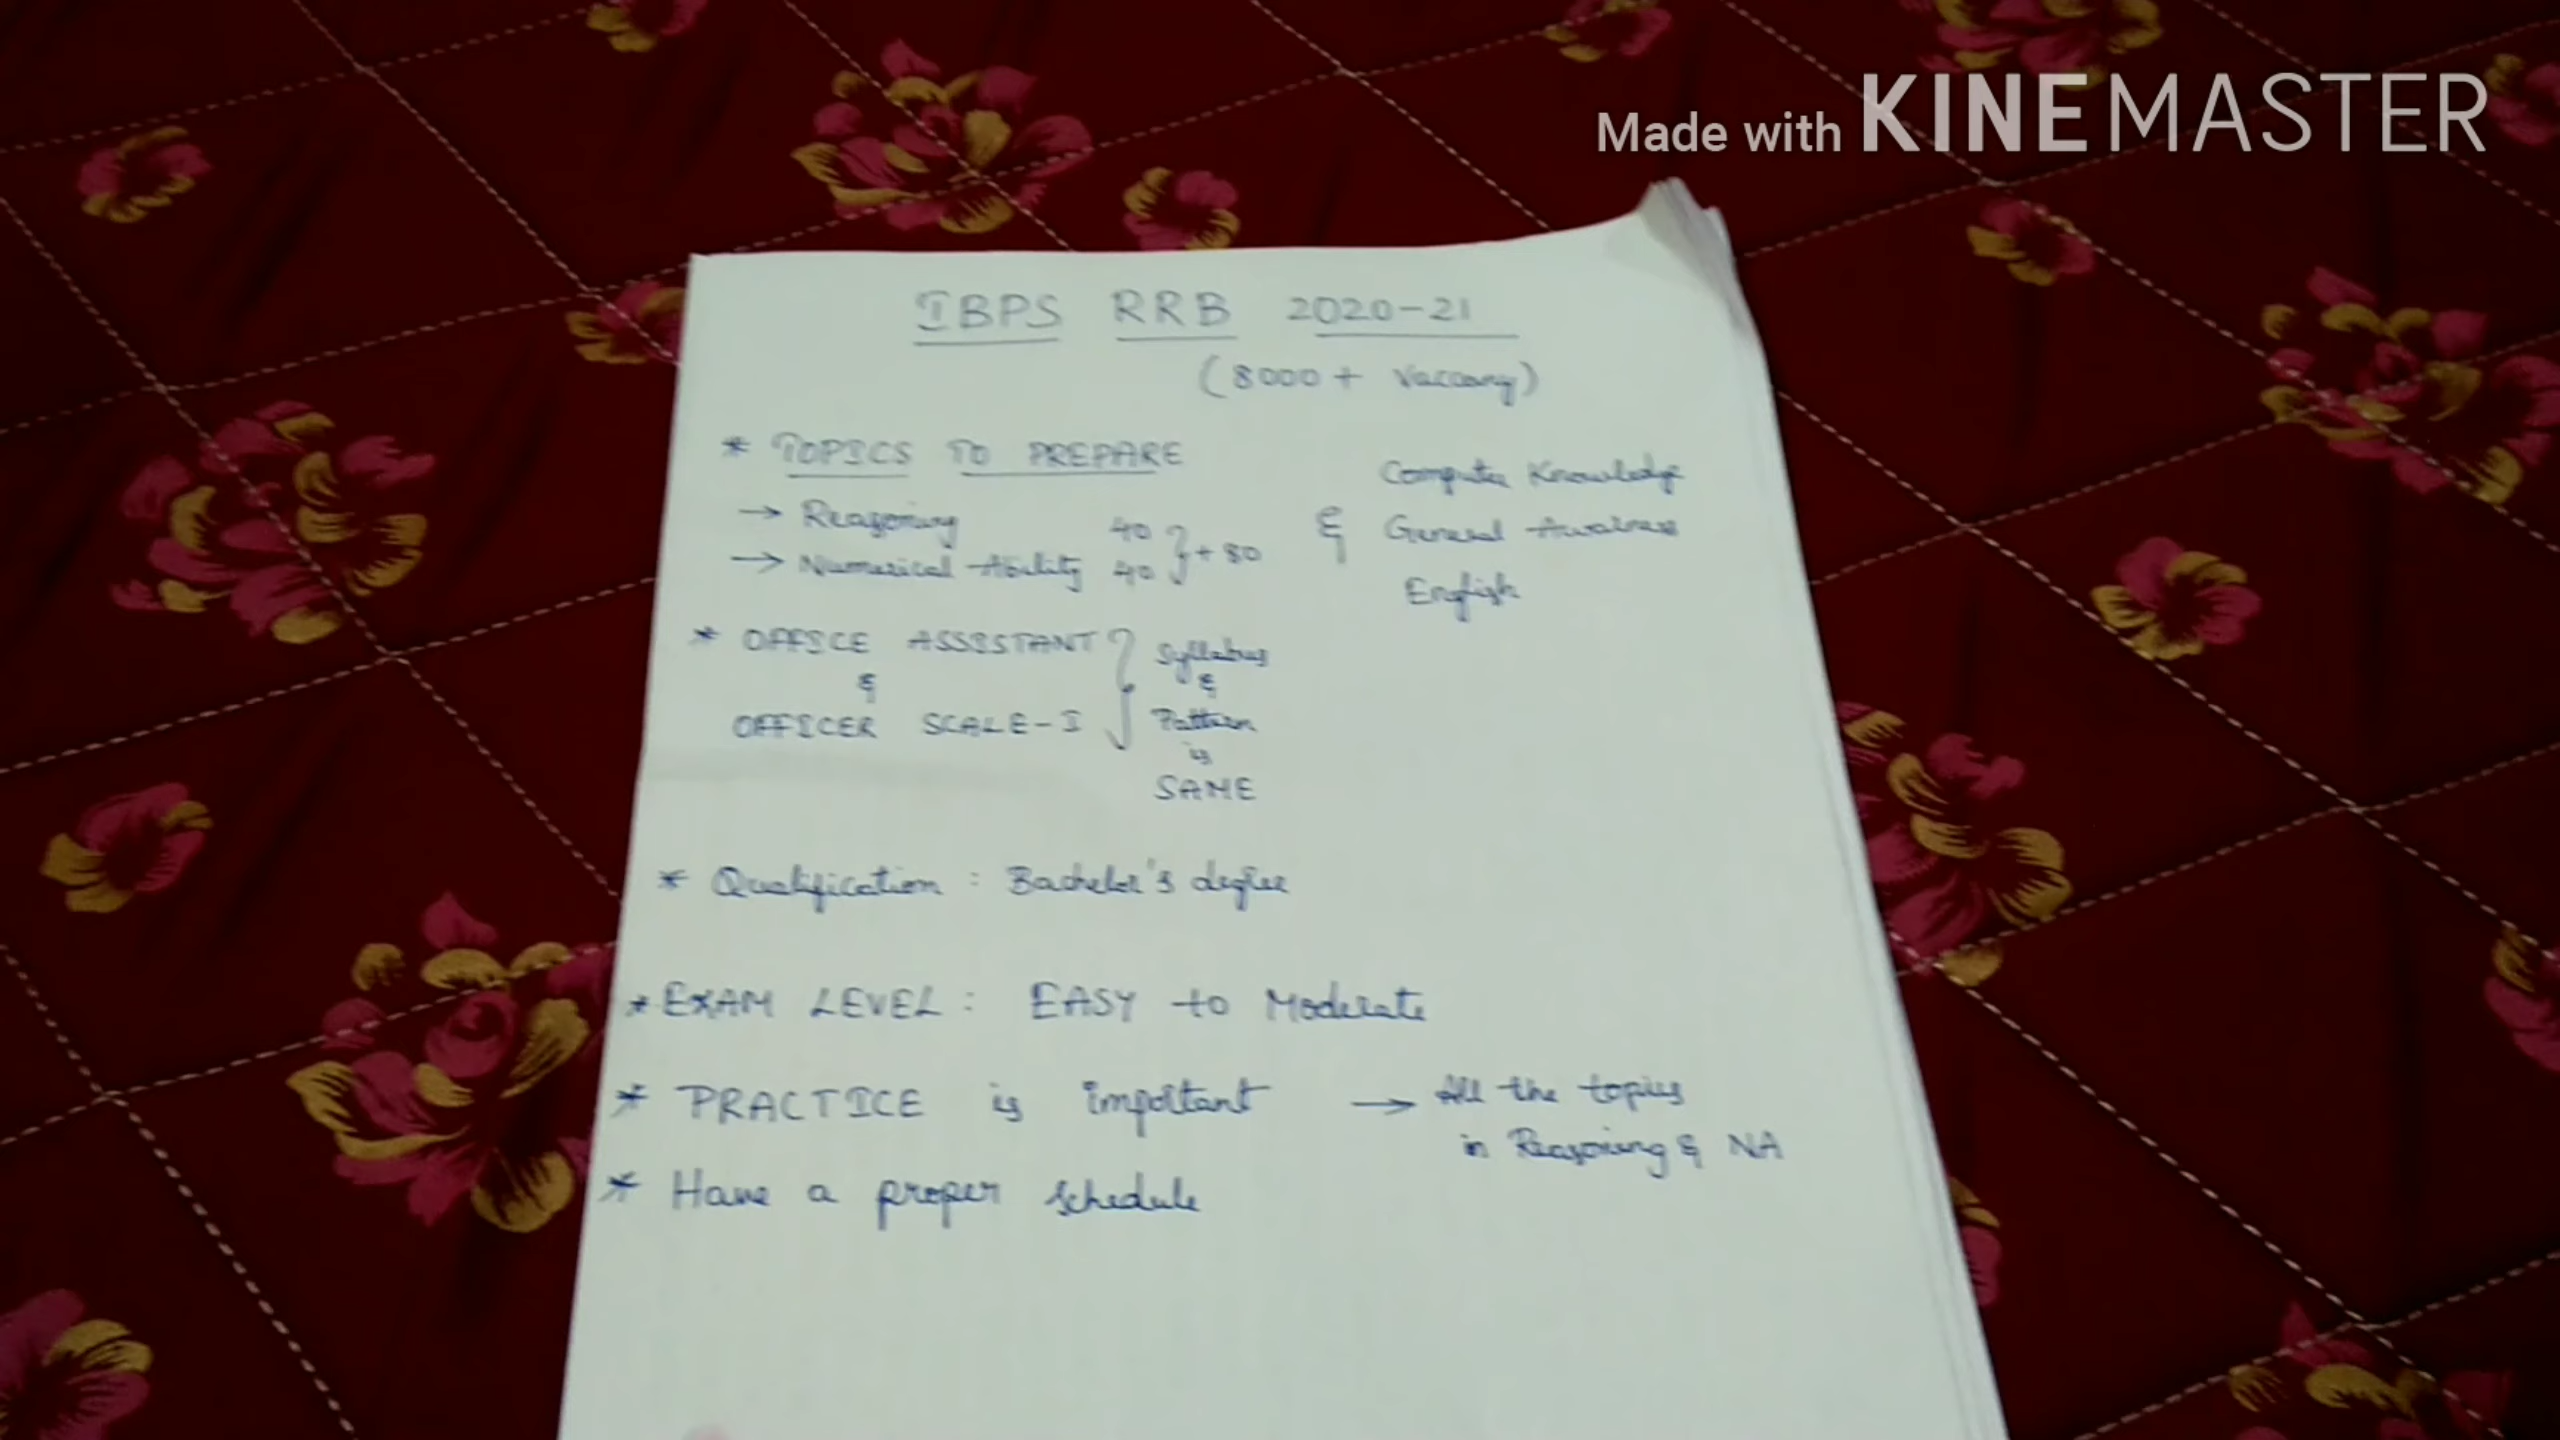 Made with KINEMASTER
IBPS RRB 2020-21
(8000+ Vaccany)
* TOPICS TO PREPARE
→ Reasoning 40
→ Numerical Ability 40 } + 80
& Computer Knowledge
General Awairness
English
* OFFICE ASSISTANT
&
OFFICER SCALE-I
Syllabus
&
Pattern
is
SAME
* Qualification : Bachelor's degree
* EXAM LEVEL : EASY to Moderate
* PRACTICE is important → All the topics
in Reasoning & NA
* Have a proper schedule